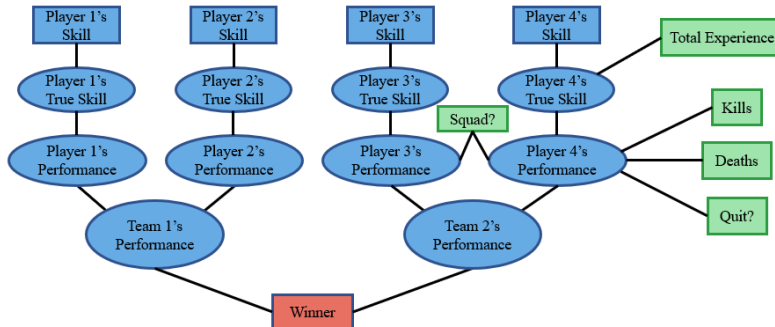 Player 1's
Skill
Player 2's
Skill
Player 3's
Skill
Player 4's
Skill
Total Experience
Player 1's
True Skill
Player 2's
True Skill
Player 3's
True Skill
Player 4's
True Skill
Kills
Squad?
Player 1's
Performance
Player 2's
Performance
Player 3's
Performance
Player 4's
Performance
Deaths
Quit?
Team 1's
Performance
Team 2's
Performance
Winner